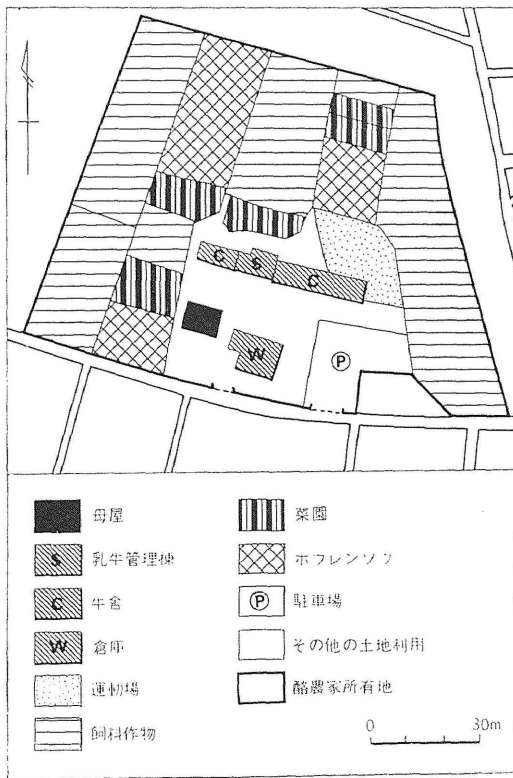 C
S
C
W
P
母屋
S
乳牛管理棟
C
牛舎
W
倉庫
運動場
飼料作物
菜園
ホウレンソウ
P
駐車場
その他の土地利用
酪農家所有地
0
30m